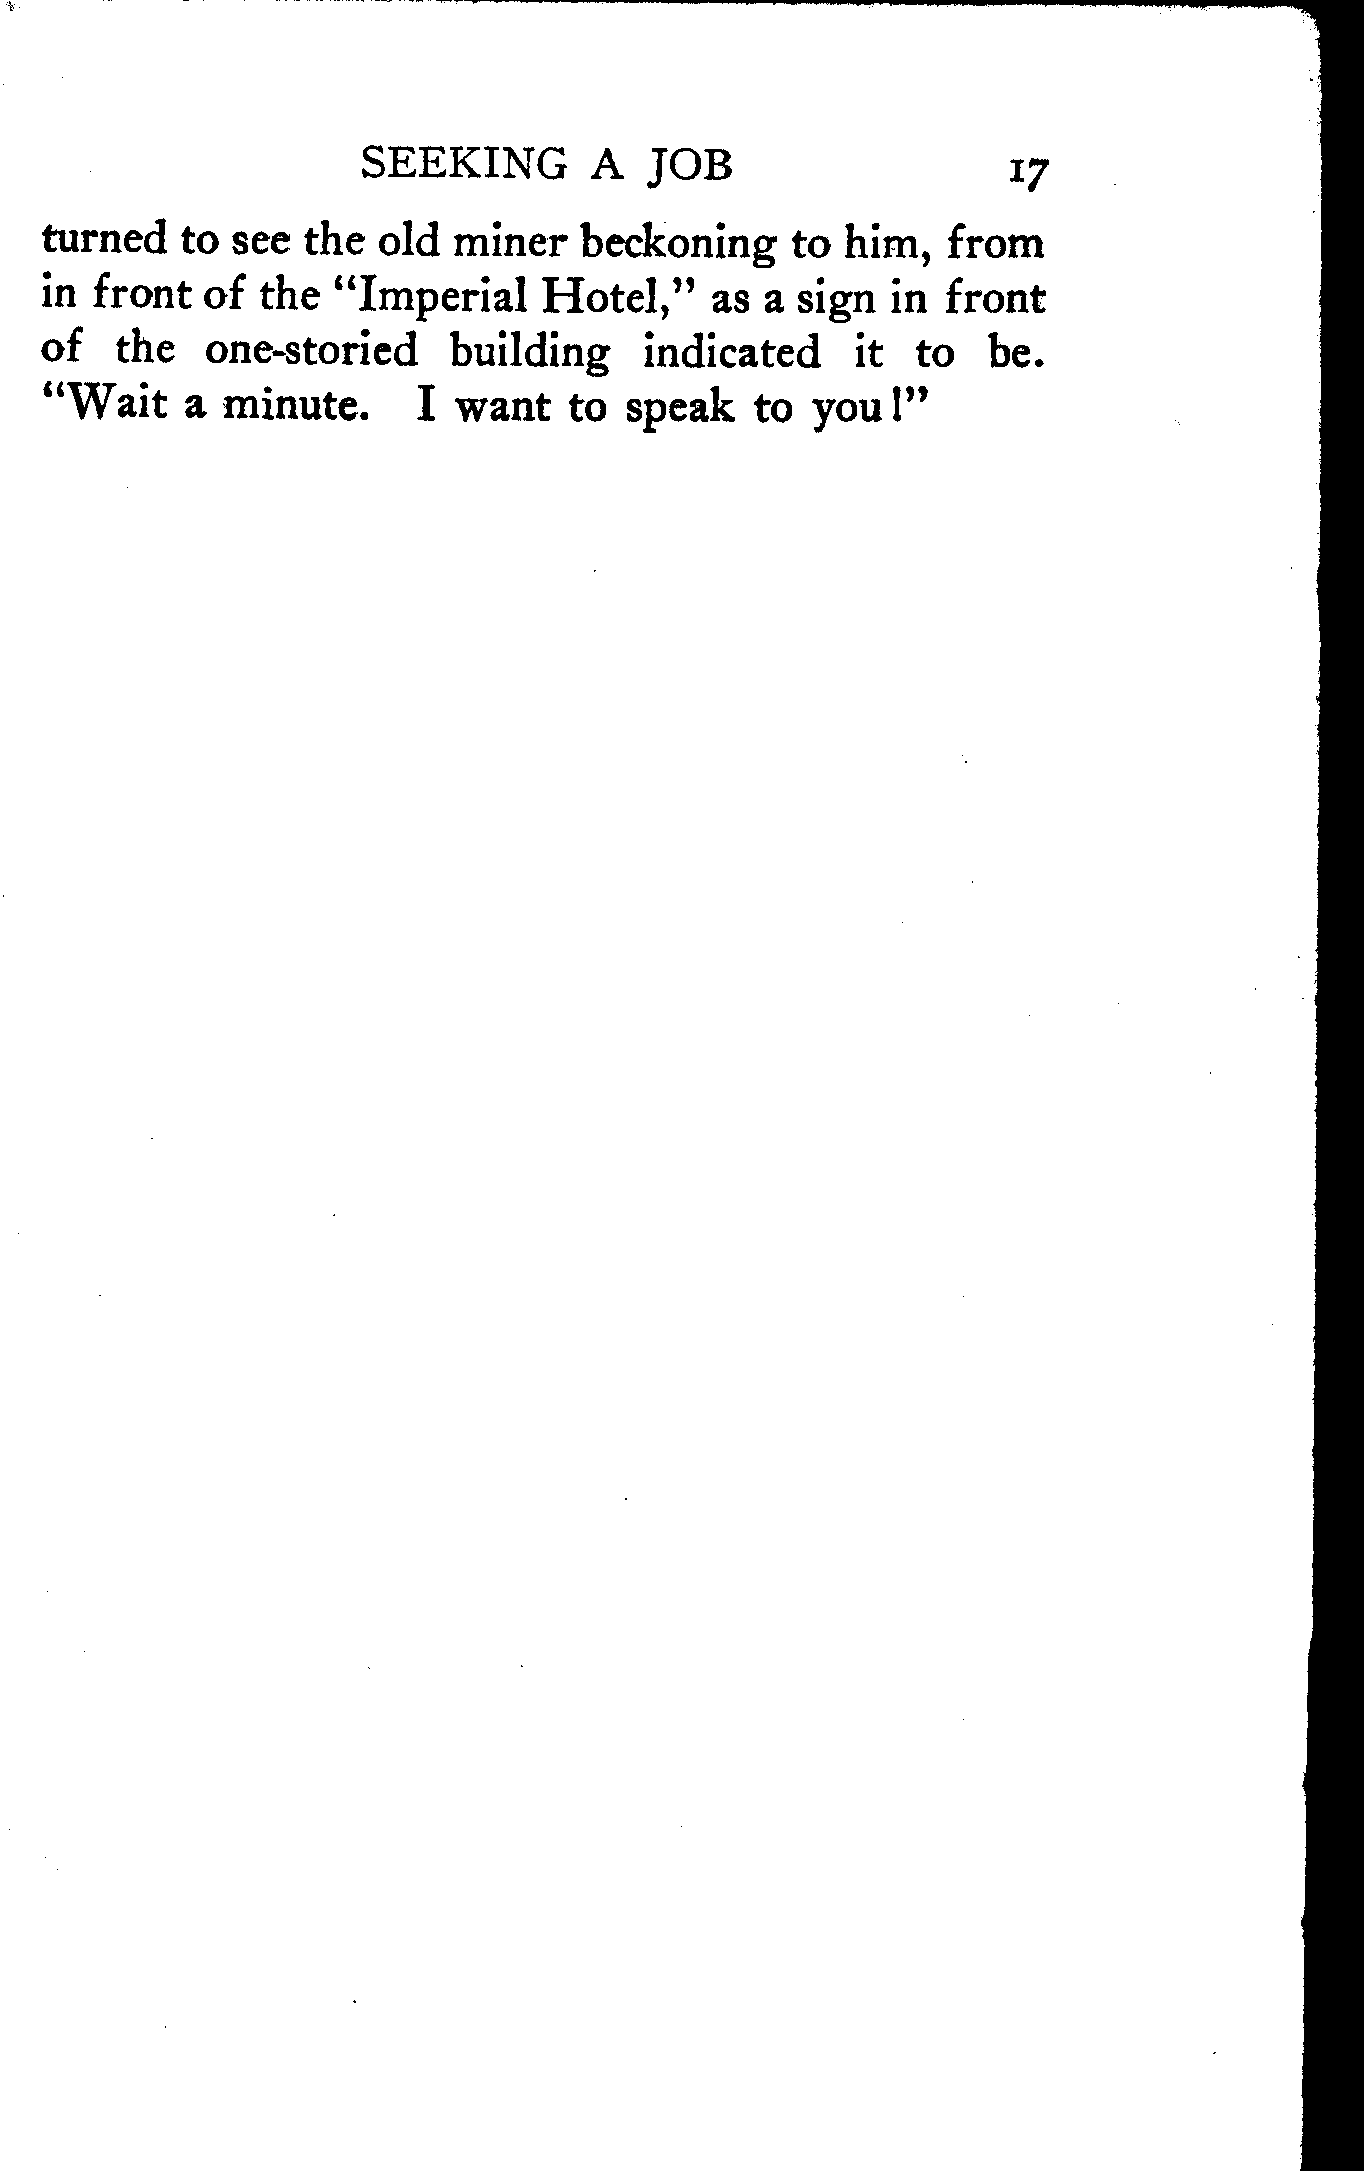 SEEKING A JOB 17
turned to see the old miner beckoning to him, from
in front of the "Imperial Hotel," as a sign in front
of the one-storied building indicated it to be.
"Wait a minute. I want to speak to you!"